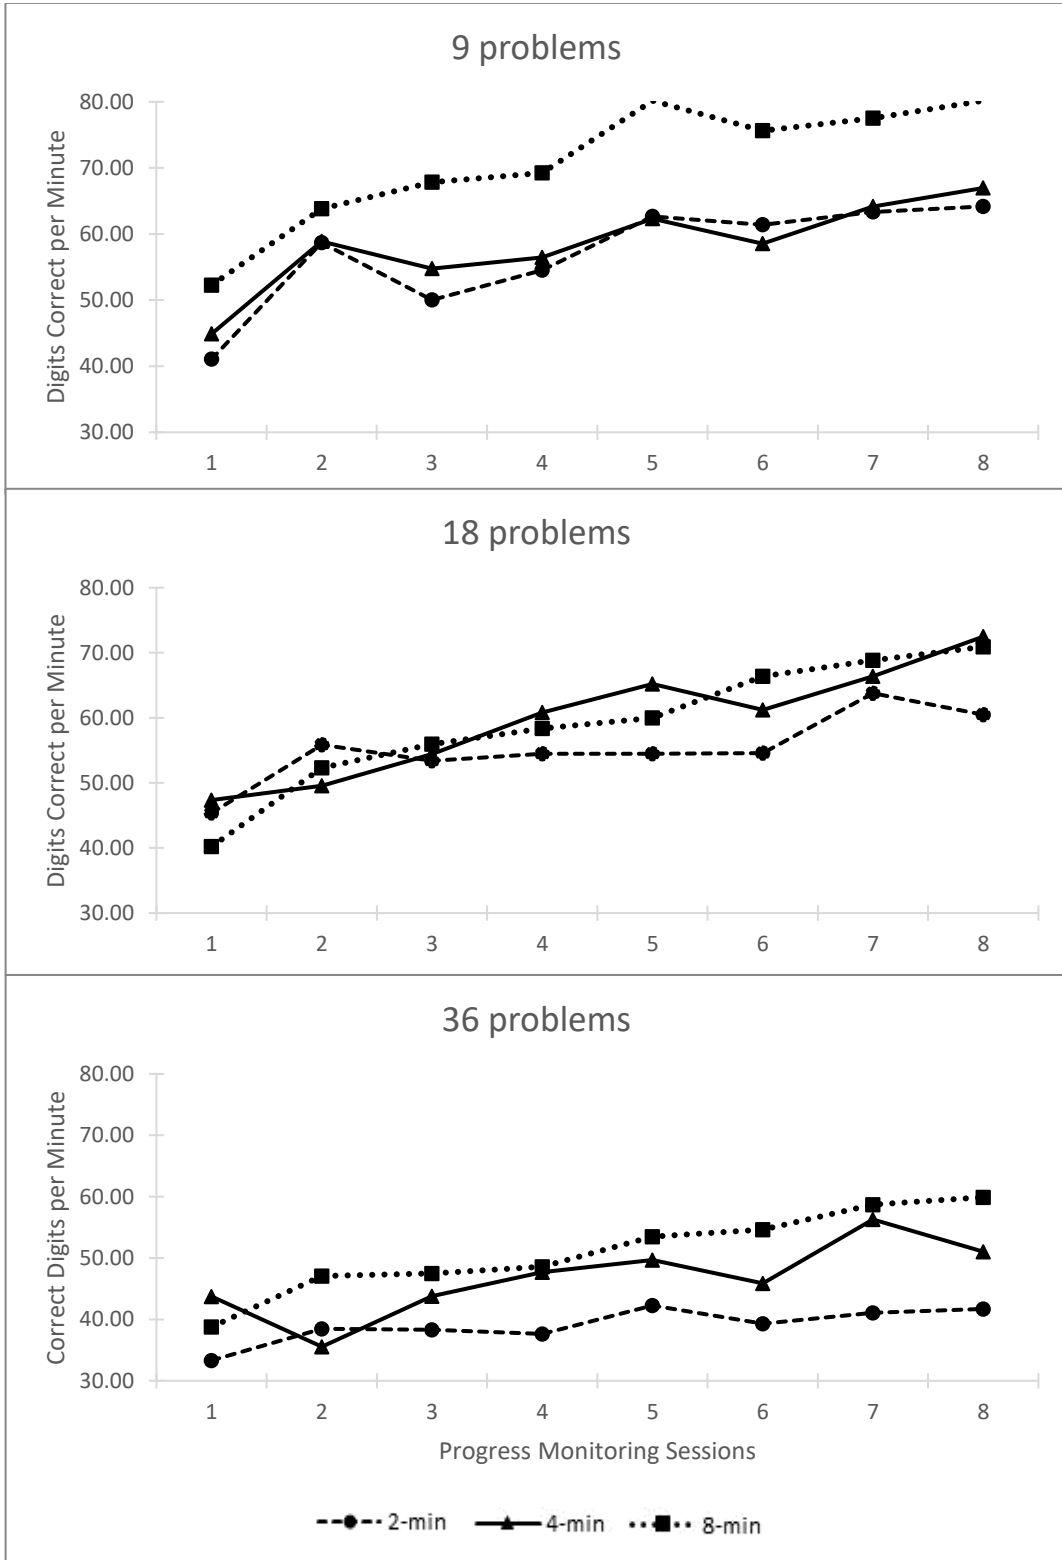 9 problems
Digits Correct per Minute
80.00
70.00
60.00
50.00
40.00
30.00
1 2 3 4 5 6 7 8
18 problems
Digits Correct per Minute
80.00
70.00
60.00
50.00
40.00
30.00
1 2 3 4 5 6 7 8
36 problems
Correct Digits per Minute
80.00
70.00
60.00
50.00
40.00
30.00
1 2 3 4 5 6 7 8
Progress Monitoring Sessions
2-min 4-min 8-min